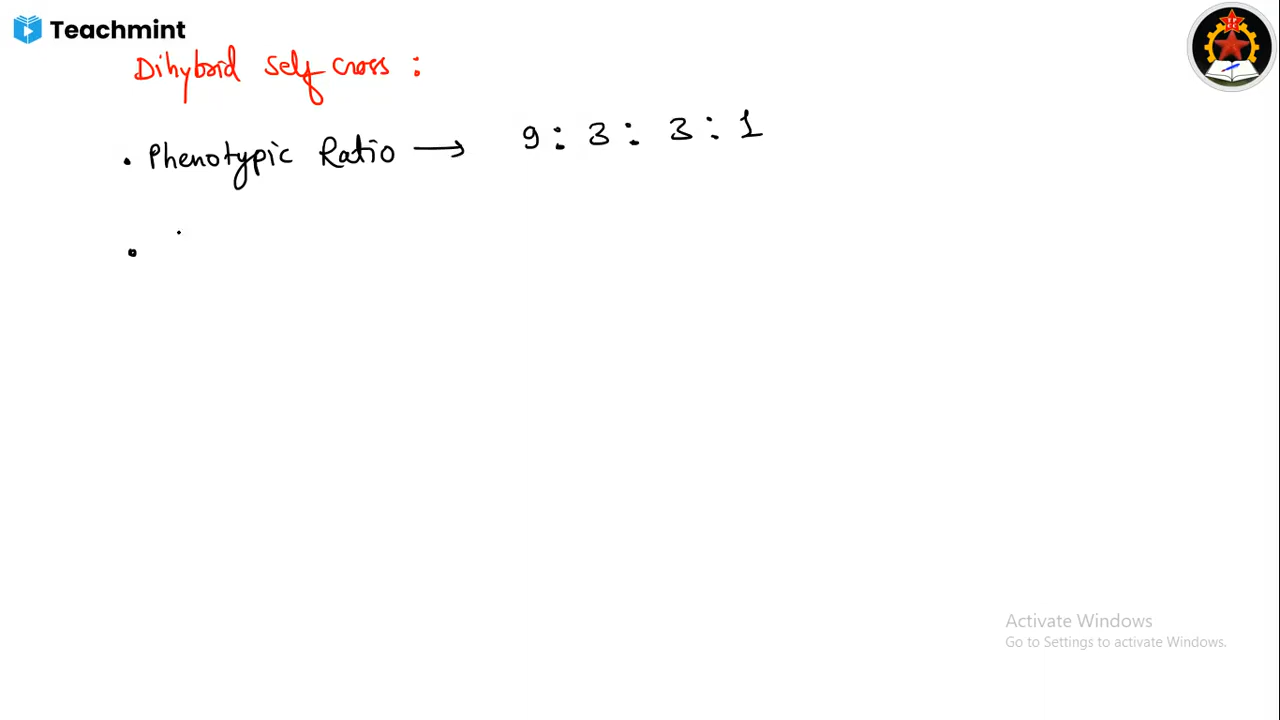 Teachmint
Dihybrid self cross :
• Phenotypic Ratio → 9 : 3 : 3 : 1
•
Activate Windows
Go to Settings to activate Windows.